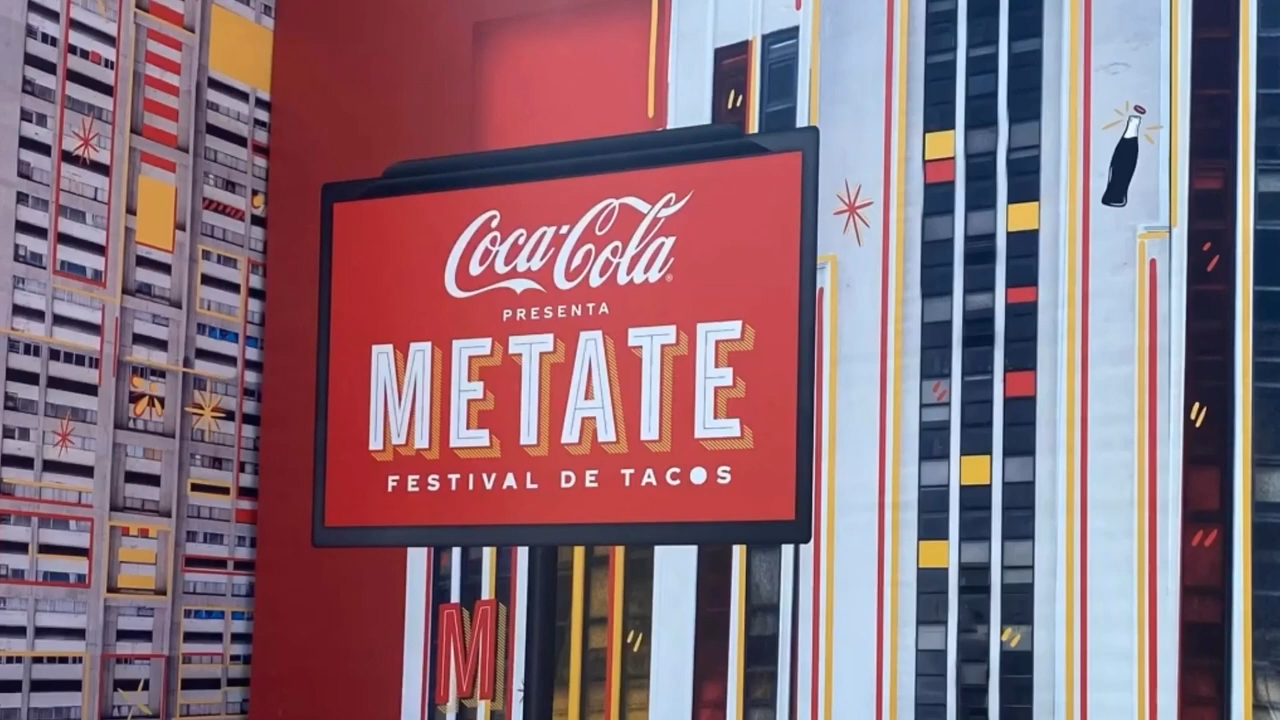 Coca-Cola
PRESENTA
METATE
FESTIVAL DE TACOS
M